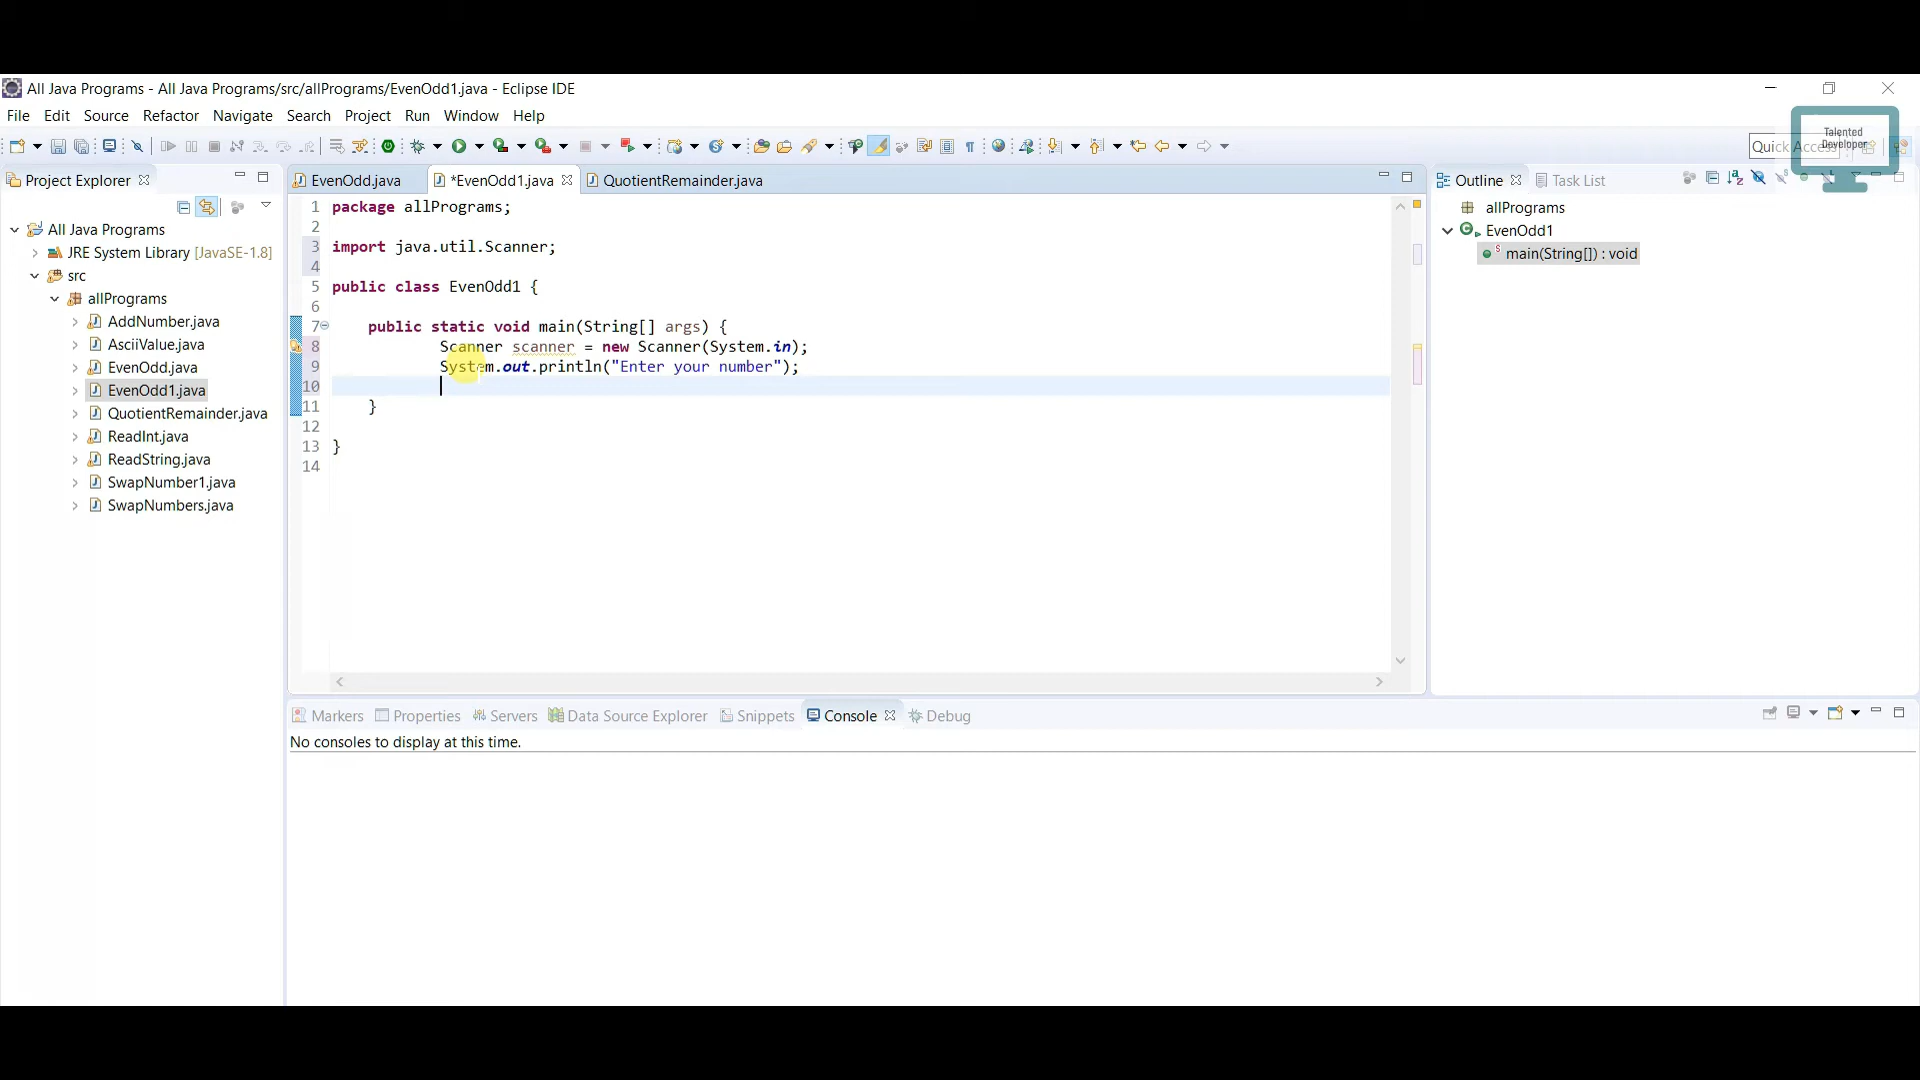 All Java Programs - All Java Programs/src/allPrograms/EvenOdd1.java - Eclipse IDE
File Edit Source Refactor Navigate Search Project Run Window Help
Talented
Developer
Quick Access
Project Explorer
EvenOdd.java *EvenOdd1.java QuotientRemainder.java
Outline Task List
All Java Programs
JRE System Library [JavaSE-1.8]
src
allPrograms
AddNumber.java
AsciiValue.java
EvenOdd.java
EvenOdd1.java
QuotientRemainder.java
ReadInt.java
ReadString.java
SwapNumber1.java
SwapNumbers.java
1 package allPrograms;
2
3 import java.util.Scanner;
4
5 public class EvenOdd1 {
6
7 public static void main(String[] args) {
8 Scanner scanner = new Scanner(System.in);
9 System.out.println("Enter your number");
10
11 }
12
13 }
14
allPrograms
EvenOdd1
main(String[]) : void
Markers Properties Servers Data Source Explorer Snippets Console Debug
No consoles to display at this time.